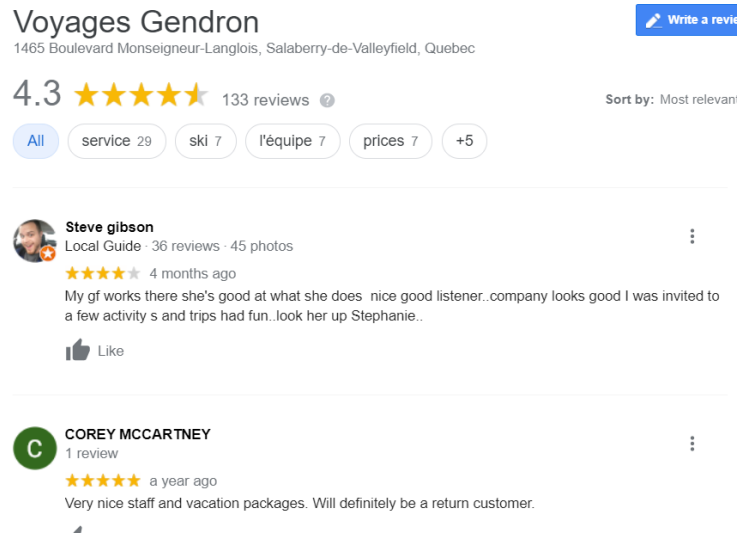 Voyages Gendron
Write a revie
1465 Boulevard Monseigneur-Langlois, Salaberry-de-Valleyfield, Quebec
4.3 133 reviews ?
Sort by: Most relevant
All service 29 ski 7 l'équipe 7 prices 7 +5
Steve gibson
Local Guide · 36 reviews · 45 photos
4 months ago
My gf works there she's good at what she does  nice good listener..company looks good I was invited to
a few activity s and trips had fun..look her up Stephanie..
Like
C
COREY MCCARTNEY
1 review
a year ago
Very nice staff and vacation packages. Will definitely be a return customer.